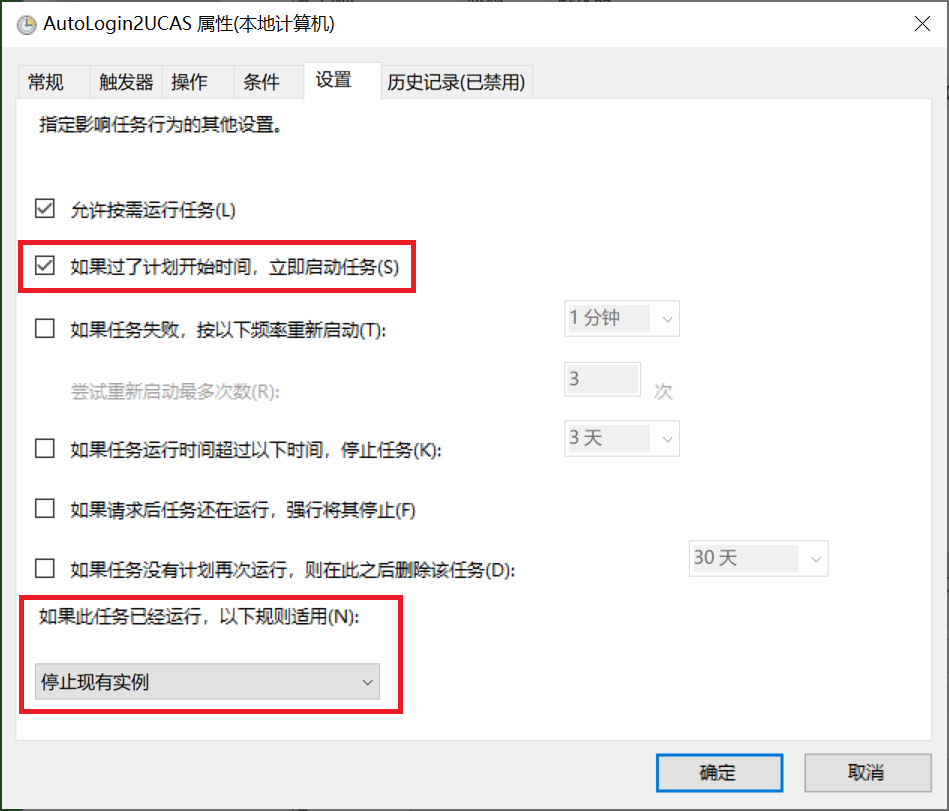 AutoLogin2UCAS 属性(本地计算机)
常规 触发器 操作 条件 设置 历史记录(已禁用)
指定影响任务行为的其他设置。
允许按需运行任务(L)
如果过了计划开始时间，立即启动任务(S)
如果任务失败，按以下频率重新启动(T): 1 分钟
尝试重新启动最多次数(R): 3 次
如果任务运行时间超过以下时间，停止任务(K): 3 天
如果请求后任务还在运行，强行将其停止(F)
如果任务没有计划再次运行，则在此之后删除该任务(D): 30 天
如果此任务已经运行，以下规则适用(N):
停止现有实例
确定 取消